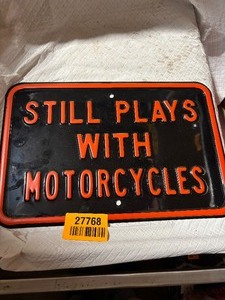 STILL PLAYS
WITH
MOTORCYCLES
27768